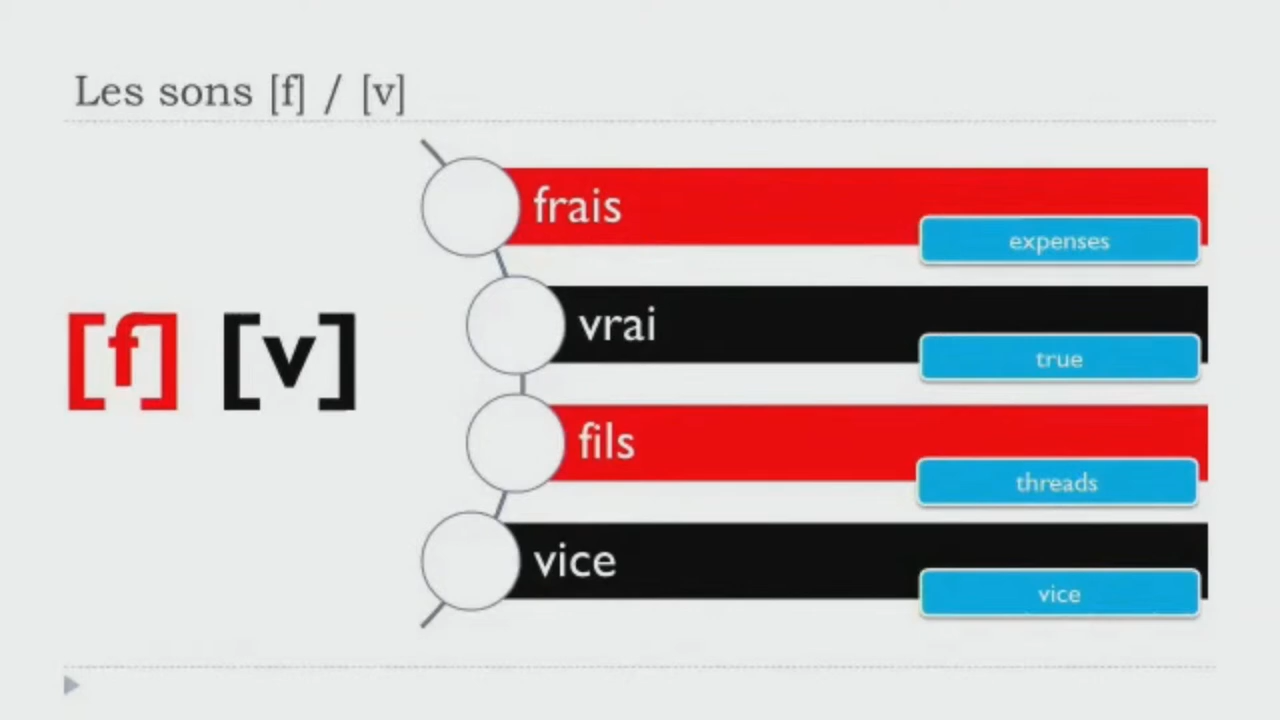 Les sons [f] / [v]
[f] [v]
frais
expenses
vrai
true
fils
threads
vice
vice